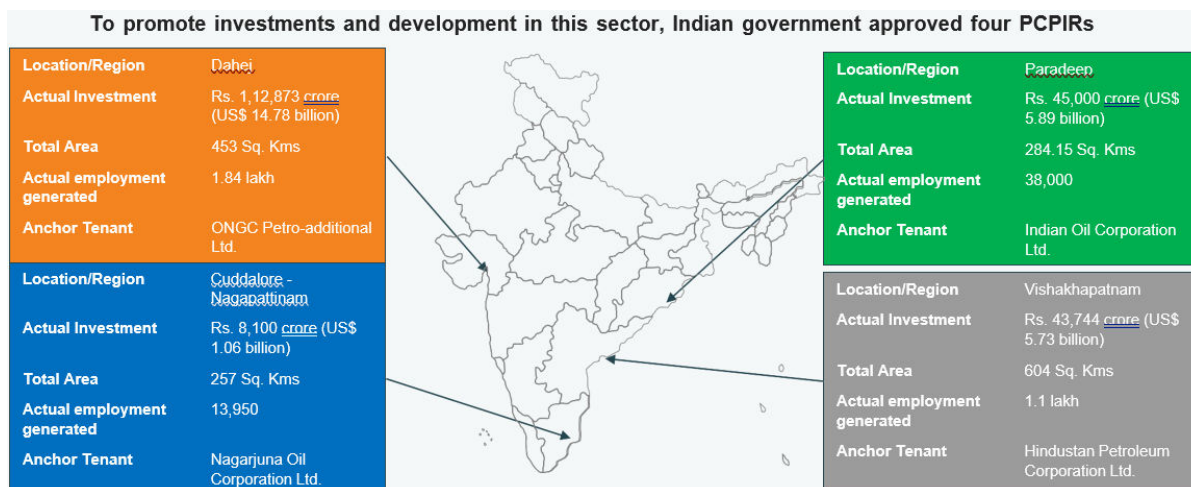 To promote investments and development in this sector, Indian government approved four PCPIRs
Location/Region Dahej
Actual Investment Rs. 1,12,873 crore
(US$ 14.78 billion)
Total Area 453 Sq. Kms
Actual employment 1.84 lakh
generated
Anchor Tenant ONGC Petro-additional
Ltd.
Location/Region Cuddalore -
Nagapattinam
Actual Investment Rs. 8,100 crore (US$
1.06 billion)
Total Area 257 Sq. Kms
Actual employment 13,950
generated
Anchor Tenant Nagarjuna Oil
Corporation Ltd.
Location/Region Paradeep
Actual Investment Rs. 45,000 crore (US$
5.89 billion)
Total Area 284.15 Sq. Kms
Actual employment 38,000
generated
Anchor Tenant Indian Oil Corporation
Ltd.
Location/Region Vishakhapatnam
Actual Investment Rs. 43,744 crore (US$
5.73 billion)
Total Area 604 Sq. Kms
Actual employment 1.1 lakh
generated
Anchor Tenant Hindustan Petroleum
Corporation Ltd.